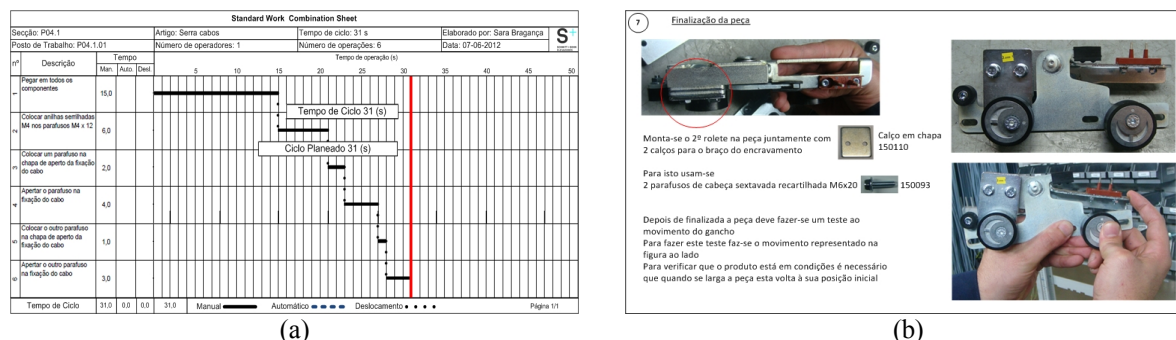 Standard Work Combination Sheet
Secção: P04.1
Artigo: Serra cabos
Tempo de ciclo: 31 s
Elaborado por: Sara Bragança
Posto de Trabalho: P04.1.01
Número de operadores: 1
Número de operações: 6
Data: 07-06-2012
S+
nº
Descrição
Tempo
Man. Auto. Desl.
Tempo de operação (s)
5 10 15 20 25 30 35 40 45 50
1
Pegar em todos os
componentes
15,0
Tempo de Ciclo 31 (s)
2
Colocar anilhas serrilhadas
M4 nos parafusos M4 x 12
6,0
Ciclo Planeado 31 (s)
3
Colocar um parafuso na
chapa de aperto da fixação
do cabo
2,0
4
Apertar o parafuso na
fixação do cabo
4,0
5
Colocar o outro parafuso
na chapa de aperto da
fixação do cabo
1,0
6
Apertar o outro parafuso
na fixação do cabo
3,0
Tempo de Ciclo
31,0 0,0 0,0 31,0
Manual
Automático
Deslocamento
Página 1/1
(a)
7
Finalização da peça
Monta-se o 2º rolete na peça juntamente com
2 calços para o braço do encravamento
Calço em chapa
150110
Para isto usam-se
2 parafusos de cabeça sextavada recartilhada M6x20
150093
Depois de finalizada a peça deve fazer-se um teste ao
movimento do gancho
Para fazer este teste faz-se o movimento representado na
figura ao lado
Para verificar que o produto está em condições é necessário
que quando se larga a peça esta volta à sua posição inicial
(b)